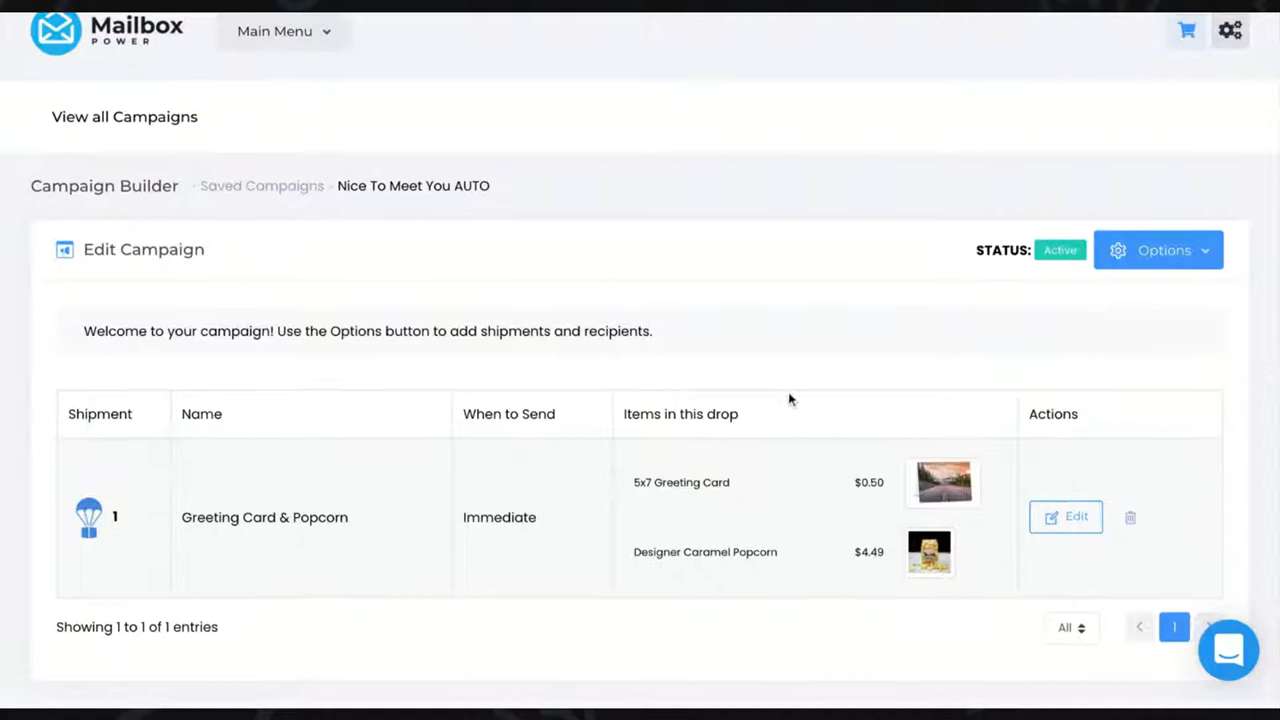 Mailbox
POWER
Main Menu
View all Campaigns
Campaign Builder
Saved Campaigns
Nice To Meet You AUTO
Edit Campaign
STATUS: Active
Options
Welcome to your campaign! Use the Options button to add shipments and recipients.
Shipment Name When to Send Items in this drop Actions
5x7 Greeting Card $0.50
1 Greeting Card & Popcorn Immediate Edit
Designer Caramel Popcorn $4.49
Showing 1 to 1 of 1 entries
All
1